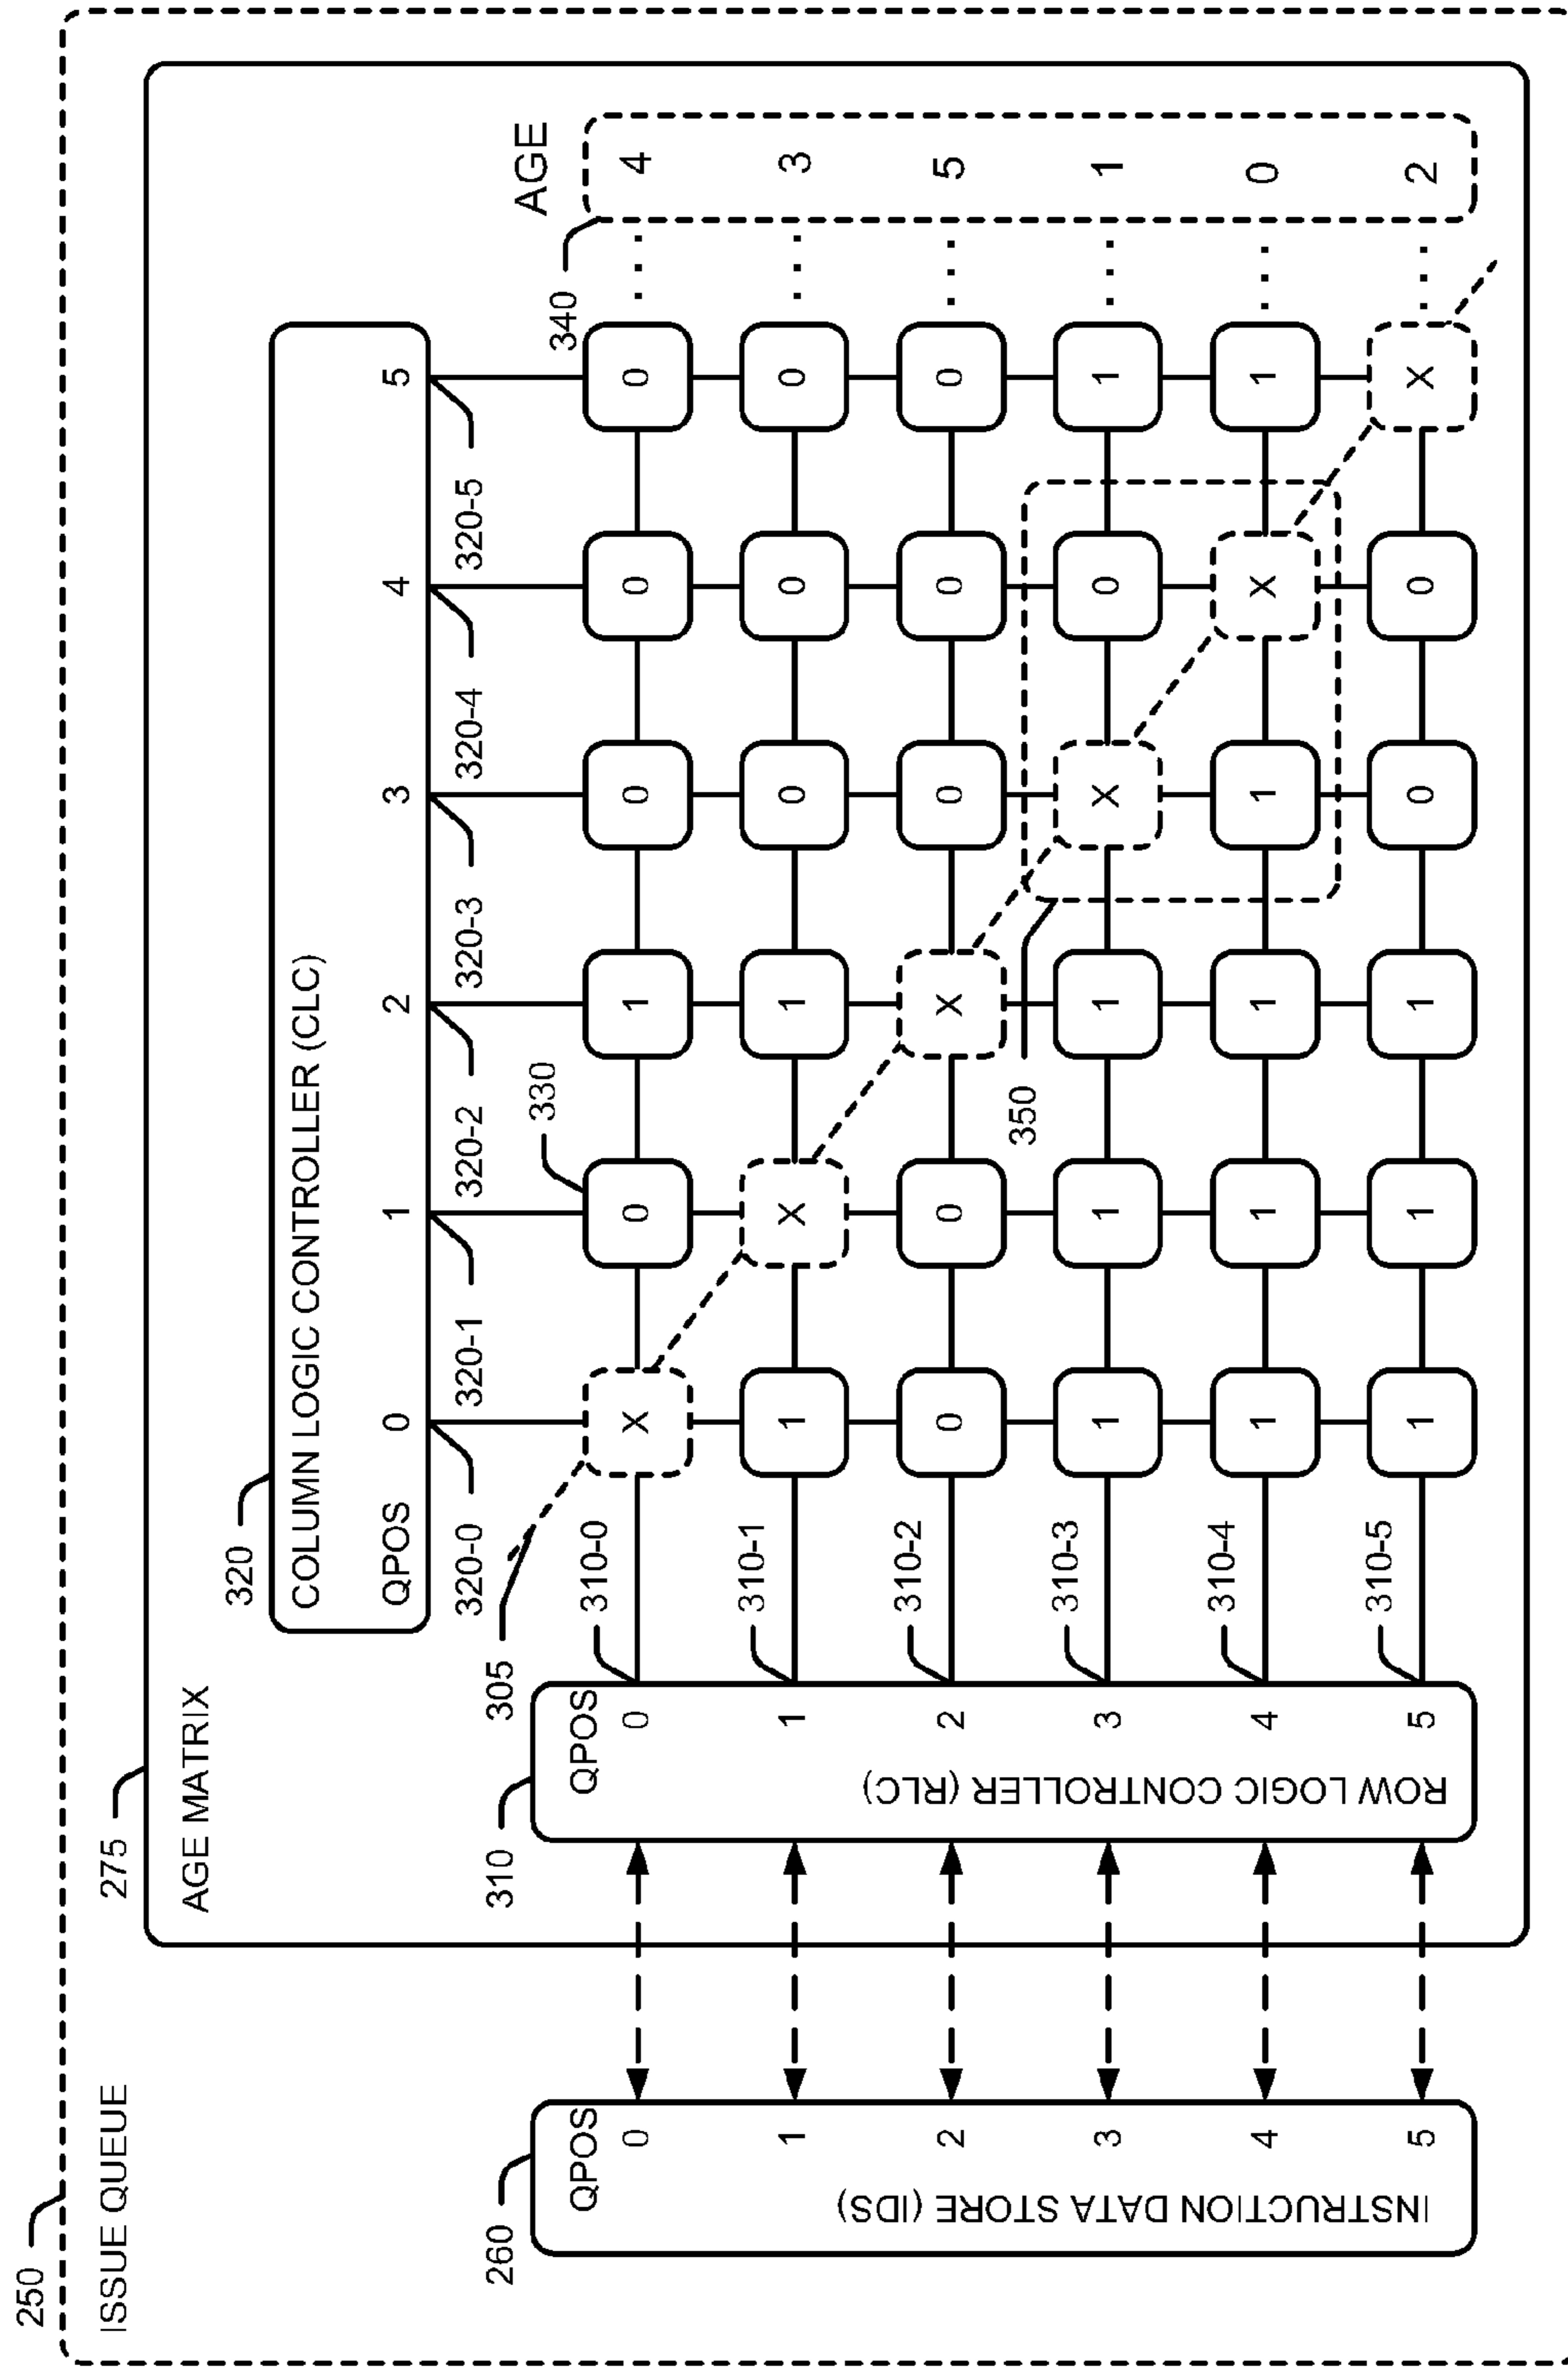 250
ISSUE QUEUE
275
AGE MATRIX
320
COLUMN LOGIC CONTROLLER (CLC)
QPOS 0 1 2 3 4 5
320-0 320-1 320-2 320-3 320-4 320-5
260
310
305
330
340
AGE
QPOS
QPOS
INSTRUCTION DATA STORE (IDS)
ROW LOGIC CONTROLLER (RLC)
0 0 310-0 X 0 1 0 0 0 . . . 4
1 1 310-1 1 X 1 0 0 0 . . . 3
2 2 310-2 0 0 X 0 0 0 . . . 5
350
3 3 310-3 1 1 1 X 0 1 . . . 1
4 4 310-4 1 1 1 1 X 1 . . . 0
5 5 310-5 1 1 1 0 0 X . . . 2